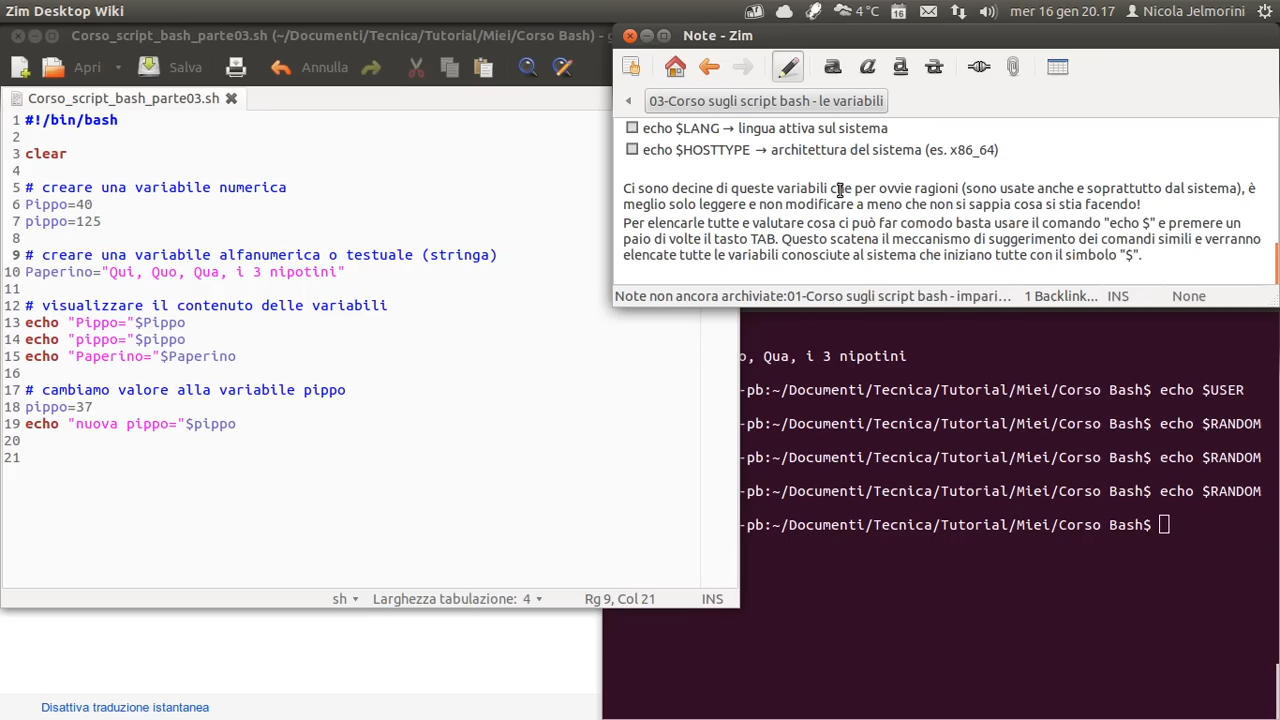 Zim Desktop Wiki
4 °C
mer 16 gen 20.17
Nicola Jelmorini
Corso_script_bash_parte03.sh (~/Documenti/Tecnica/Tutorial/Miei/Corso Bash) - g
Apri
Salva
Annulla
Corso_script_bash_parte03.sh
1 #!/bin/bash
2
3 clear
4
5 # creare una variabile numerica
6 Pippo=40
7 pippo=125
8
9 # creare una variabile alfanumerica o testuale (stringa)
10 Paperino="Qui, Quo, Qua, i 3 nipotini"
11
12 # visualizzare il contenuto delle variabili
13 echo "Pippo="$Pippo
14 echo "pippo="$pippo
15 echo "Paperino="$Paperino
16
17 # cambiamo valore alla variabile pippo
18 pippo=37
19 echo "nuova pippo="$pippo
20
21
sh
Larghezza tabulazione: 4
Rg 9, Col 21
INS
Disattiva traduzione istantanea
Note - Zim
03-Corso sugli script bash - le variabili
echo $LANG → lingua attiva sul sistema
echo $HOSTTYPE → architettura del sistema (es. x86_64)
Ci sono decine di queste variabili che per ovvie ragioni (sono usate anche e soprattutto dal sistema), è
meglio solo leggere e non modificare a meno che non si sappia cosa si stia facendo!
Per elencarle tutte e valutare cosa ci può far comodo basta usare il comando "echo $" e premere un
paio di volte il tasto TAB. Questo scatena il meccanismo di suggerimento dei comandi simili e verranno
elencate tutte le variabili conosciute al sistema che iniziano tutte con il simbolo "$".
Note non ancora archiviate:01-Corso sugli script bash - impari...
1 Backlink...
INS
None
o, Qua, i 3 nipotini
-pb:~/Documenti/Tecnica/Tutorial/Miei/Corso Bash$ echo $USER
-pb:~/Documenti/Tecnica/Tutorial/Miei/Corso Bash$ echo $RANDOM
-pb:~/Documenti/Tecnica/Tutorial/Miei/Corso Bash$ echo $RANDOM
-pb:~/Documenti/Tecnica/Tutorial/Miei/Corso Bash$ echo $RANDOM
-pb:~/Documenti/Tecnica/Tutorial/Miei/Corso Bash$